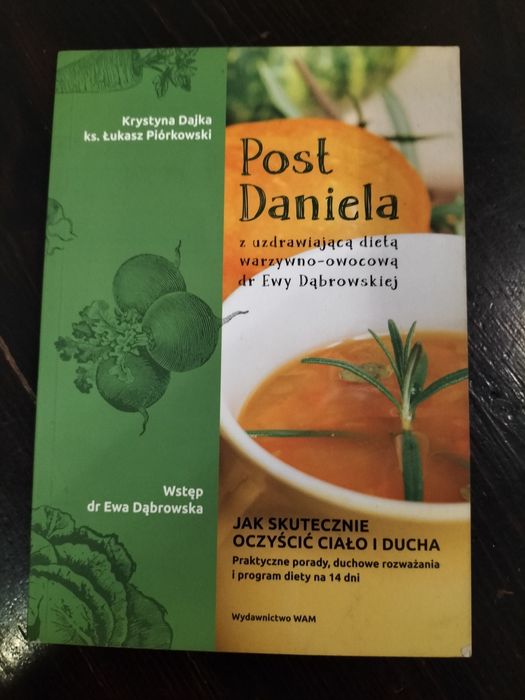 Krystyna Dajka
ks. Łukasz Piórkowski
Post
Daniela
z uzdrawiającą dietą
warzywno-owocową
dr Ewy Dąbrowskiej
Wstęp
dr Ewa Dąbrowska
JAK SKUTECZNIE
OCZYŚCIĆ CIAŁO I DUCHA
Praktyczne porady, duchowe rozważania
i program diety na 14 dni
Wydawnictwo WAM